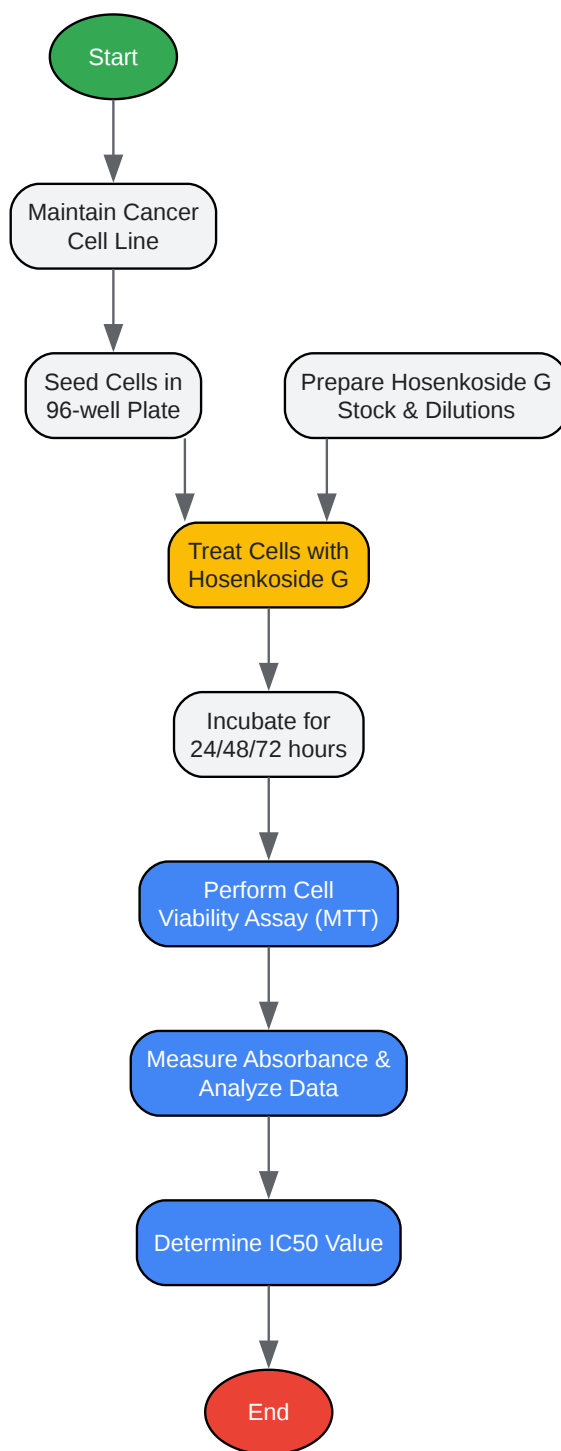 Start
Maintain Cancer
Cell Line
Seed Cells in
96-well Plate
Prepare Hosenkoside G
Stock & Dilutions
Treat Cells with
Hosenkoside G
Incubate for
24/48/72 hours
Perform Cell
Viability Assay (MTT)
Measure Absorbance &
Analyze Data
Determine IC50 Value
End